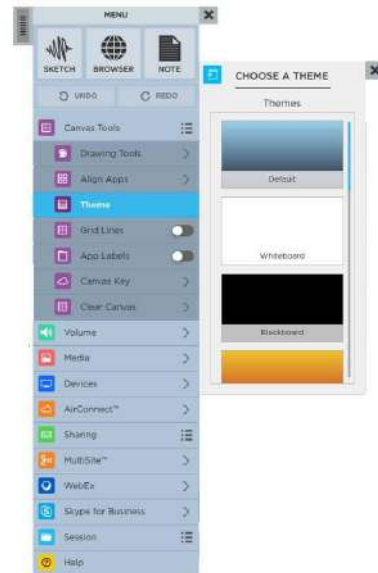 MENU
SKETCH
BROWSER
NOTE
UNDO
REDO
Canvas Tools
Drawing Tools
Align Apps
Theme
Grid Lines
App Labels
Canvas Key
Clear Canvas
Volume
Media
Devices
AirConnect™
Sharing
MultiSite™
WebEx
Skype for Business
Session
Help
CHOOSE A THEME
Themes
Default
Whiteboard
Blackboard